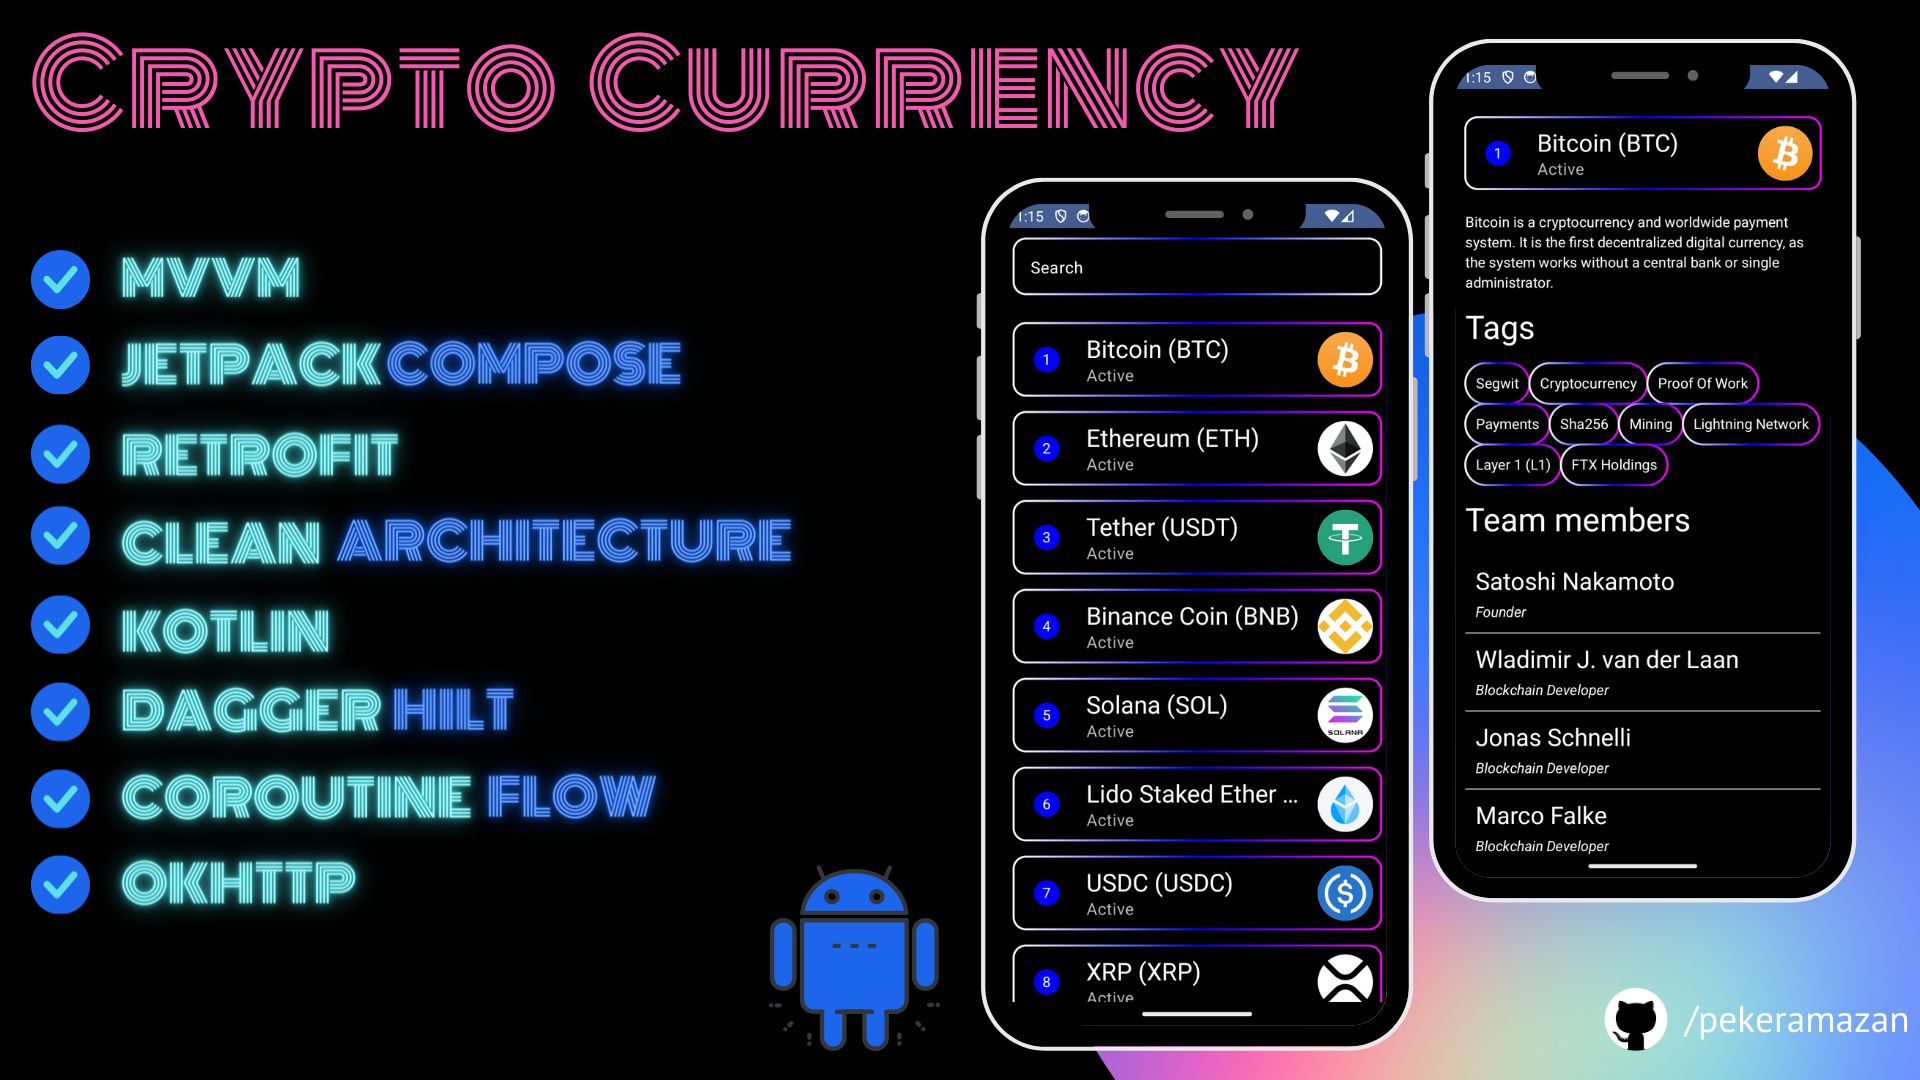 CRYPTO CURRENCY
MVVM
JETPACK COMPOSE
RETROFIT
CLEAN ARCHITECTURE
KOTLIN
DAGGER HILT
COROUTINE FLOW
OKHTTP
1:15
Search
1 Bitcoin (BTC)
Active
2 Ethereum (ETH)
Active
3 Tether (USDT)
Active
4 Binance Coin (BNB)
Active
5 Solana (SOL)
Active
SOLANA
6 Lido Staked Ether ...
Active
7 USDC (USDC)
Active
8 XRP (XRP)
Active
1:15
1 Bitcoin (BTC)
Active
Bitcoin is a cryptocurrency and worldwide payment
system. It is the first decentralized digital currency, as
the system works without a central bank or single
administrator.
Tags
Segwit Cryptocurrency Proof Of Work
Payments Sha256 Mining Lightning Network
Layer 1 (L1) FTX Holdings
Team members
Satoshi Nakamoto
Founder
Wladimir J. van der Laan
Blockchain Developer
Jonas Schnelli
Blockchain Developer
Marco Falke
Blockchain Developer
/pekeramazan